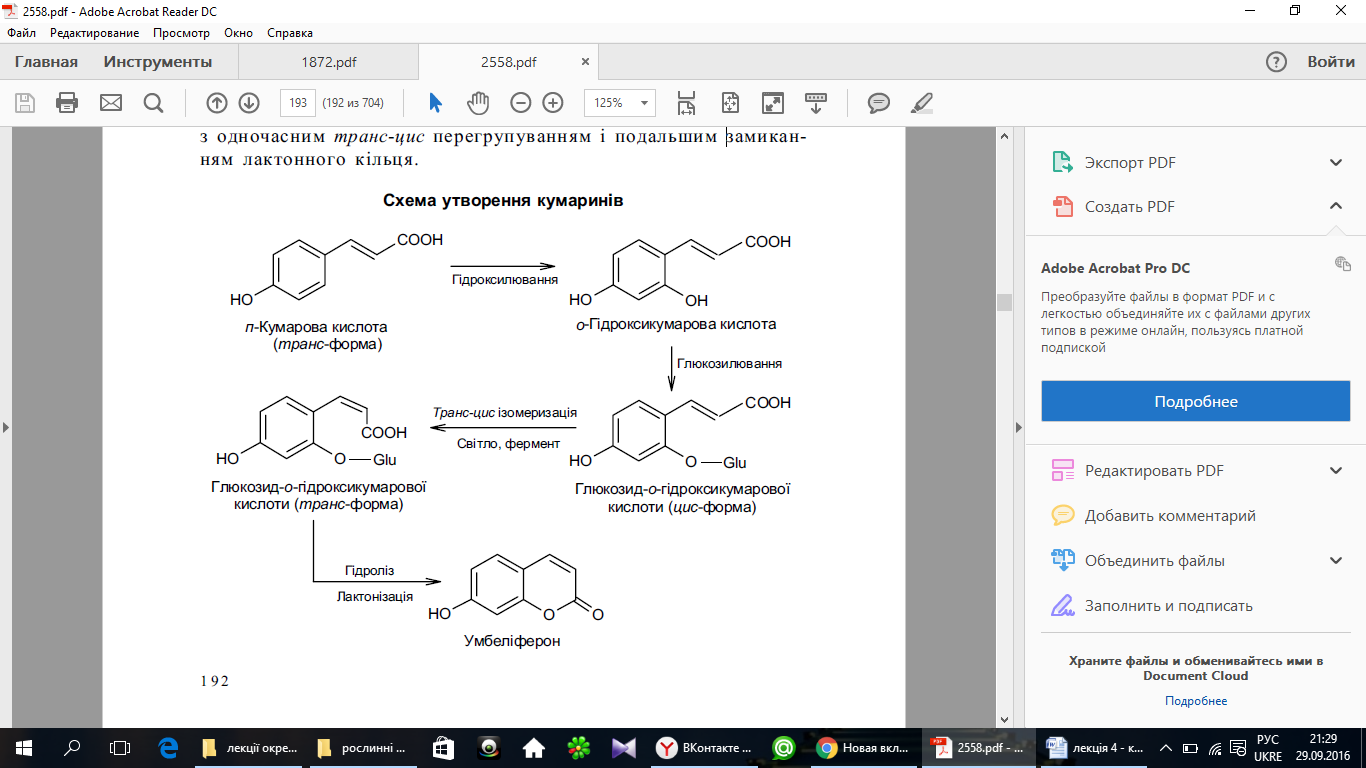 2558.pdf - Adobe Acrobat Reader DC
Файл Редактирование Просмотр Окно Справка
Главная Инструменты 1872.pdf 2558.pdf × ? Войти
193 (192 из 704) 125%
з одночасним транс-цис перегрупуванням і подальшим замикан-
ням лактонного кільця.
Схема утворення кумаринів
COOH
HO
Гідроксилювання
COOH
HO
OH
п-Кумарова кислота
(транс-форма)
о-Гідроксикумарова кислота
Глюкозилювання
COOH
HO
O—Glu
Транс-цис ізомеризація
Світло, фермент
COOH
HO
O—Glu
Глюкозид-о-гідроксикумарової
кислоти (транс-форма)
Глюкозид-о-гідроксикумарової
кислоти (цис-форма)
Гідроліз
Лактонізація
HO
O
O
Умбеліферон
192
Экспорт PDF
Создать PDF
Adobe Acrobat Pro DC
Преобразуйте файлы в формат PDF и с
легкостью объединяйте их с файлами других
типов в режиме онлайн, пользуясь платной
подпиской
Подробнее
Редактировать PDF
Добавить комментарий
Объединить файлы
Заполнить и подписать
Храните файлы и обменивайтесь ими в
Document Cloud
Подробнее
лекції окре... рослинні ... ВКонтакте ... Новая вкл... 2558.pdf - ... лекція 4 - к... РУС 21:29
UKRE 29.09.2016